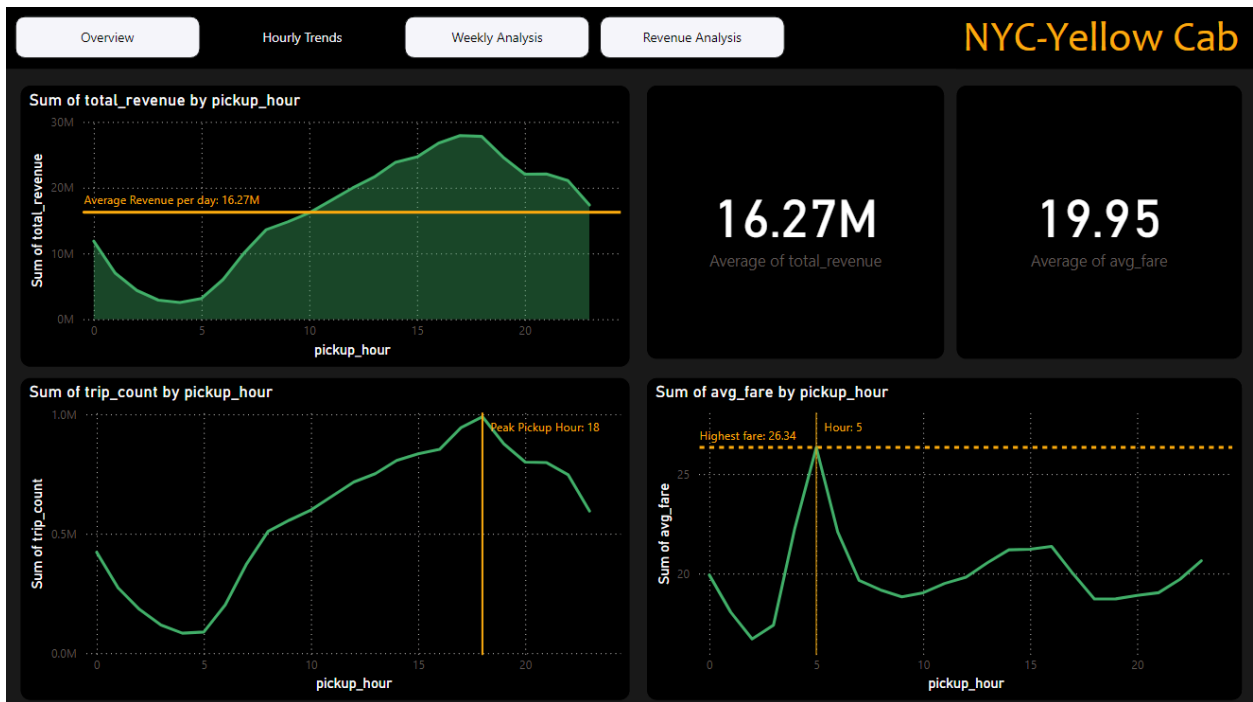 Overview
Hourly Trends
Weekly Analysis
Revenue Analysis
NYC-Yellow Cab
Sum of total_revenue by pickup_hour
Sum of total_revenue
30M
20M
10M
0M
Average Revenue per day: 16.27M
0 5 10 15 20
pickup_hour
16.27M
Average of total_revenue
19.95
Average of avg_fare
Sum of trip_count by pickup_hour
Sum of trip_count
1.0M
0.5M
0.0M
Peak Pickup Hour: 18
0 5 10 15 20
pickup_hour
Sum of avg_fare by pickup_hour
Sum of avg_fare
Highest fare: 26.34
Hour: 5
25
20
0 5 10 15 20
pickup_hour